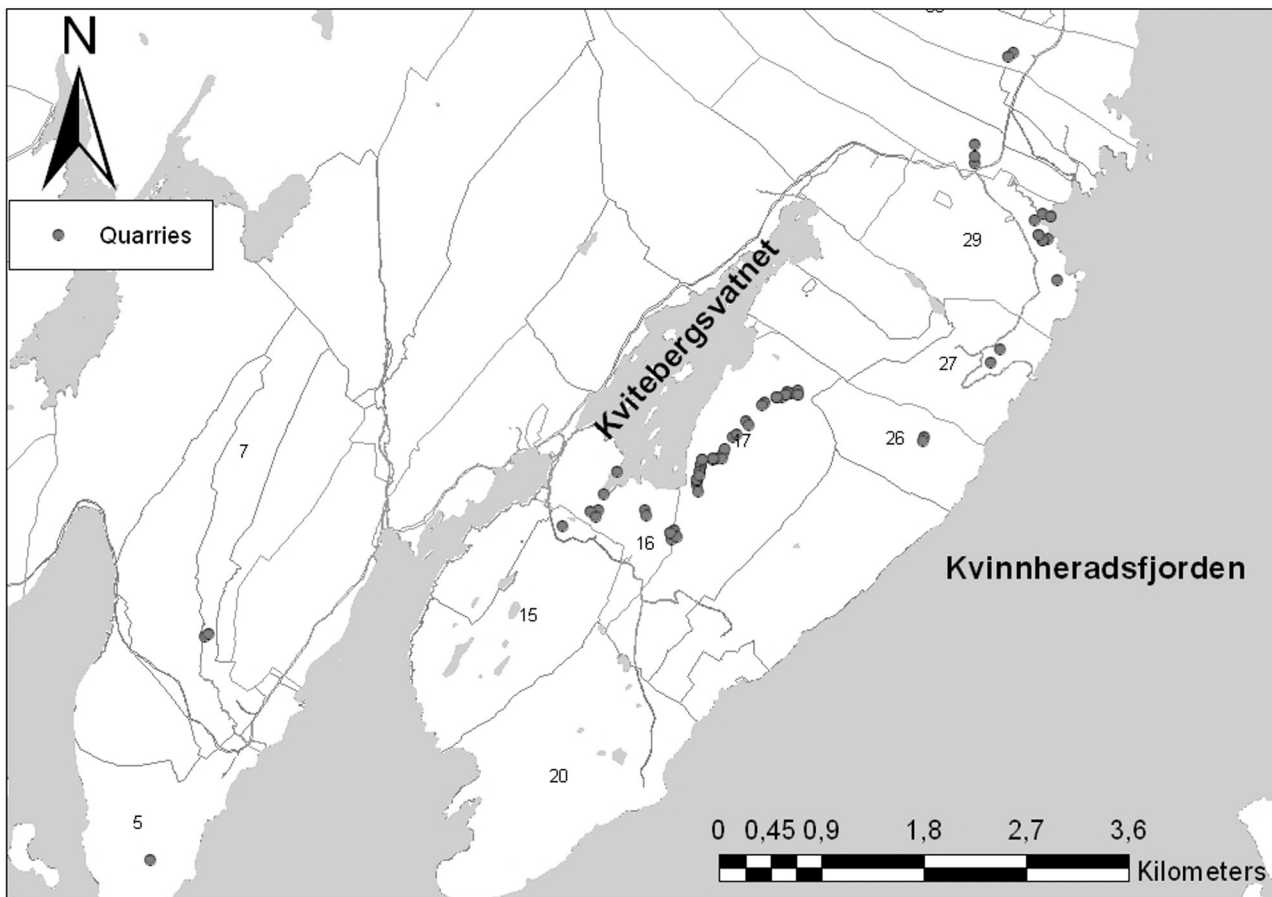 N
Quarries
Kvitebergsvatnet
29
27
7
17
26
16
Kvinnheradsfjorden
15
20
5
0 0,45 0,9 1,8 2,7 3,6
Kilometers